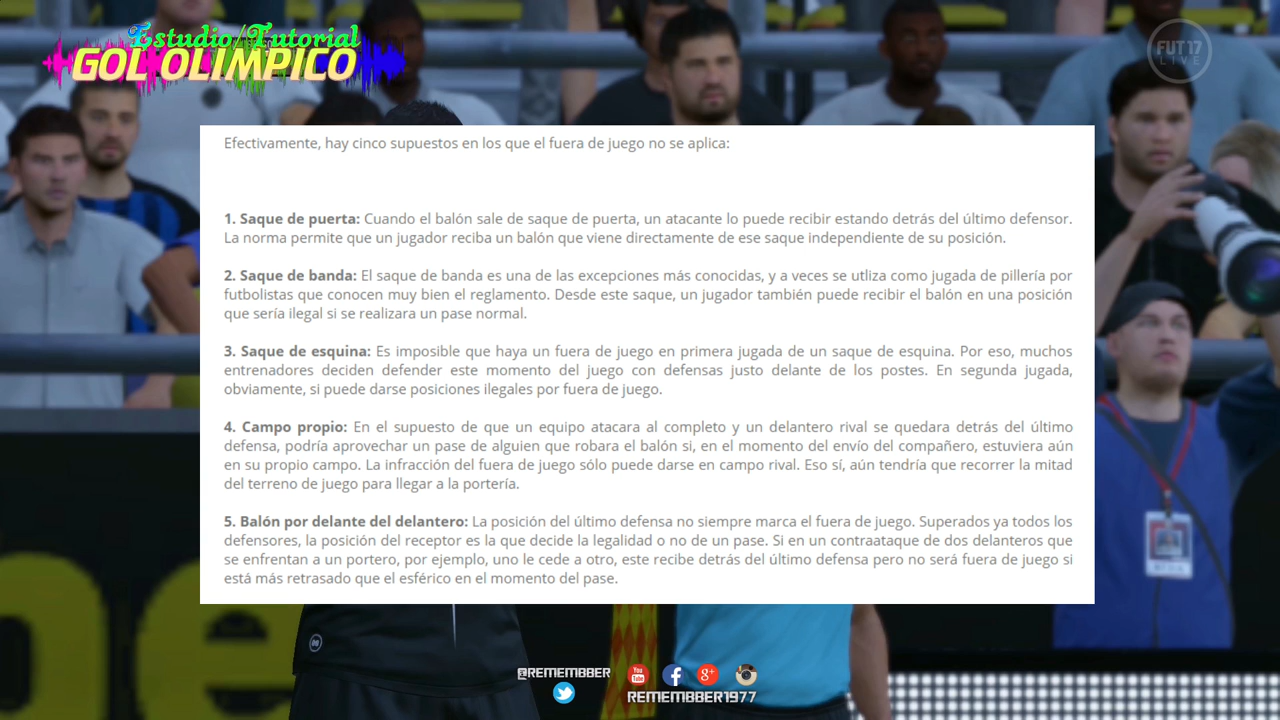 Estudio/Tutorial
GOL OLIMPICO
FUT 17
LIVE
Efectivamente, hay cinco supuestos en los que el fuera de juego no se aplica:
1. Saque de puerta: Cuando el balón sale de saque de puerta, un atacante lo puede recibir estando detrás del último defensor.
La norma permite que un jugador reciba un balón que viene directamente de ese saque independiente de su posición.
2. Saque de banda: El saque de banda es una de las excepciones más conocidas, y a veces se utliza como jugada de pillería por
futbolistas que conocen muy bien el reglamento. Desde este saque, un jugador también puede recibir el balón en una posición
que sería ilegal si se realizara un pase normal.
3. Saque de esquina: Es imposible que haya un fuera de juego en primera jugada de un saque de esquina. Por eso, muchos
entrenadores deciden defender este momento del juego con defensas justo delante de los postes. En segunda jugada,
obviamente, si puede darse posiciones ilegales por fuera de juego.
4. Campo propio: En el supuesto de que un equipo atacara al completo y un delantero rival se quedara detrás del último
defensa, podría aprovechar un pase de alguien que robara el balón si, en el momento del envío del compañero, estuviera aún
en su propio campo. La infracción del fuera de juego sólo puede darse en campo rival. Eso sí, aún tendría que recorrer la mitad
del terreno de juego para llegar a la portería.
5. Balón por delante del delantero: La posición del último defensa no siempre marca el fuera de juego. Superados ya todos los
defensores, la posición del receptor es la que decide la legalidad o no de un pase. Si en un contraataque de dos delanteros que
se enfrentan a un portero, por ejemplo, uno le cede a otro, este recibe detrás del último defensa pero no será fuera de juego si
está más retrasado que el esférico en el momento del pase.
ne
@REMEMBBER
You Tube
g+
REMEMBBER1977